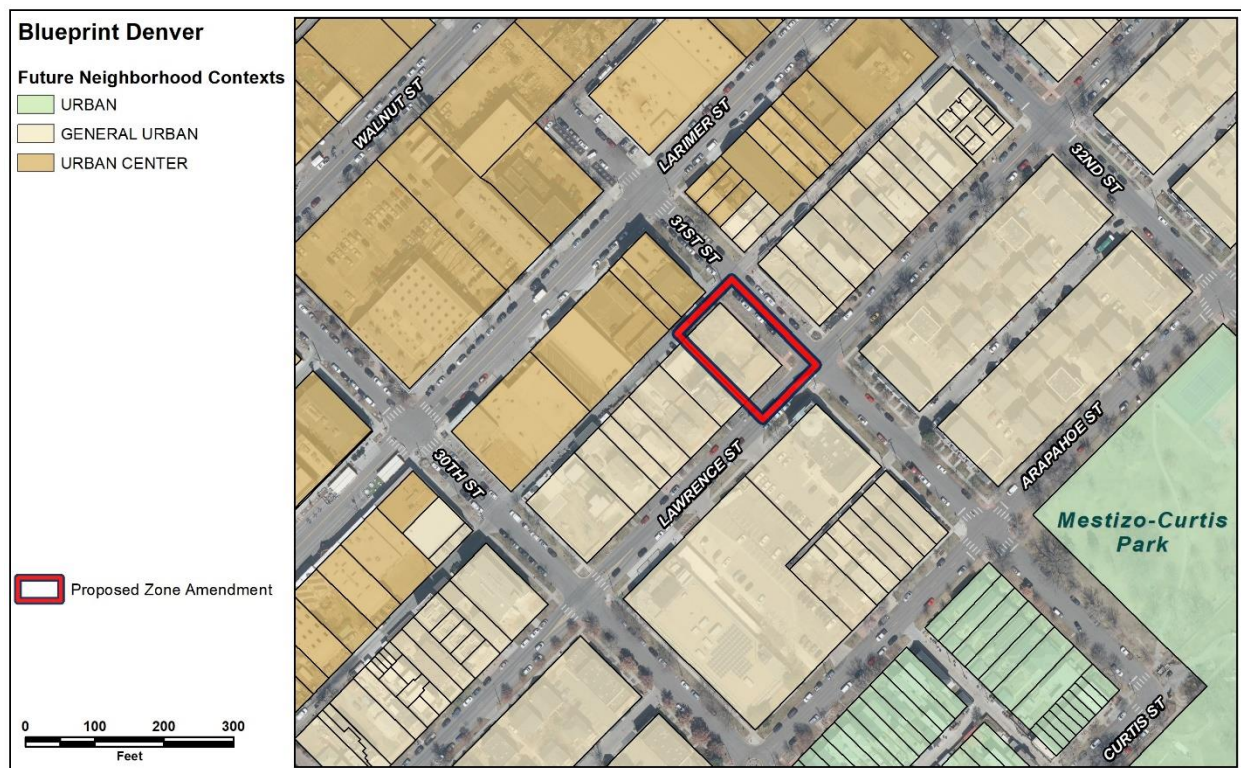 Blueprint Denver
Future Neighborhood Contexts
URBAN
GENERAL URBAN
URBAN CENTER
WALNUT ST
LARIMER ST
32ND ST
31ST ST
30TH ST
LAWRENCE ST
ARAPAHOE ST
Mestizo-Curtis
Park
CURTIS ST
Proposed Zone Amendment
0 100 200 300
Feet